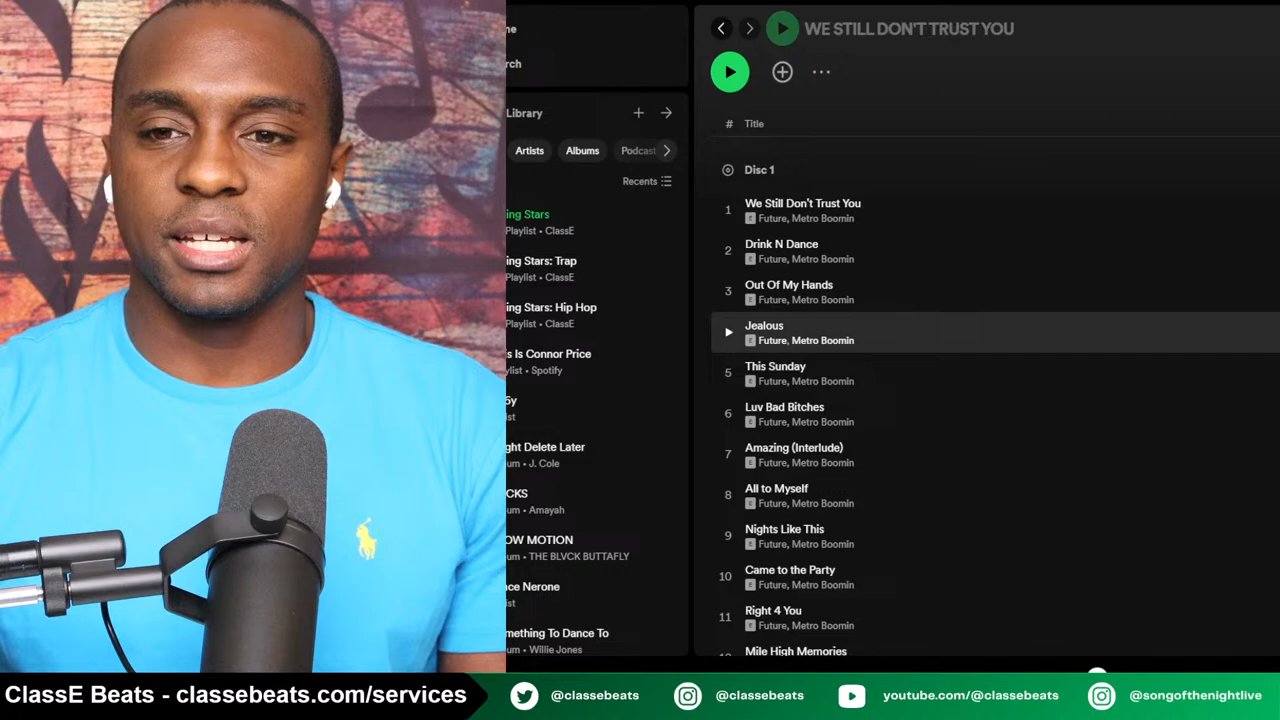 ne
WE STILL DON'T TRUST YOU
rch
Library
Artists
Albums
Podcast
Recents
ing Stars
Playlist • ClassE
ing Stars: Trap
Playlist • ClassE
ing Stars: Hip Hop
Playlist • ClassE
s Is Connor Price
ylist • Spotify
5y
ist
ght Delete Later
um • J. Cole
CKS
um • Amayah
OW MOTION
um • THE BLVCK BUTTAFLY
ce Nerone
ist
mething To Dance To
um • Willie Jones
# Title
Disc 1
1 We Still Don't Trust You
E Future, Metro Boomin
2 Drink N Dance
E Future, Metro Boomin
3 Out Of My Hands
E Future, Metro Boomin
Jealous
E Future, Metro Boomin
5 This Sunday
E Future, Metro Boomin
6 Luv Bad Bitches
E Future, Metro Boomin
7 Amazing (Interlude)
E Future, Metro Boomin
8 All to Myself
E Future, Metro Boomin
9 Nights Like This
E Future, Metro Boomin
10 Came to the Party
E Future, Metro Boomin
11 Right 4 You
E Future, Metro Boomin
Mile High Memories
ClassE Beats - classebeats.com/services
@classebeats
@classebeats
youtube.com/@classebeats
@songofthenightlive